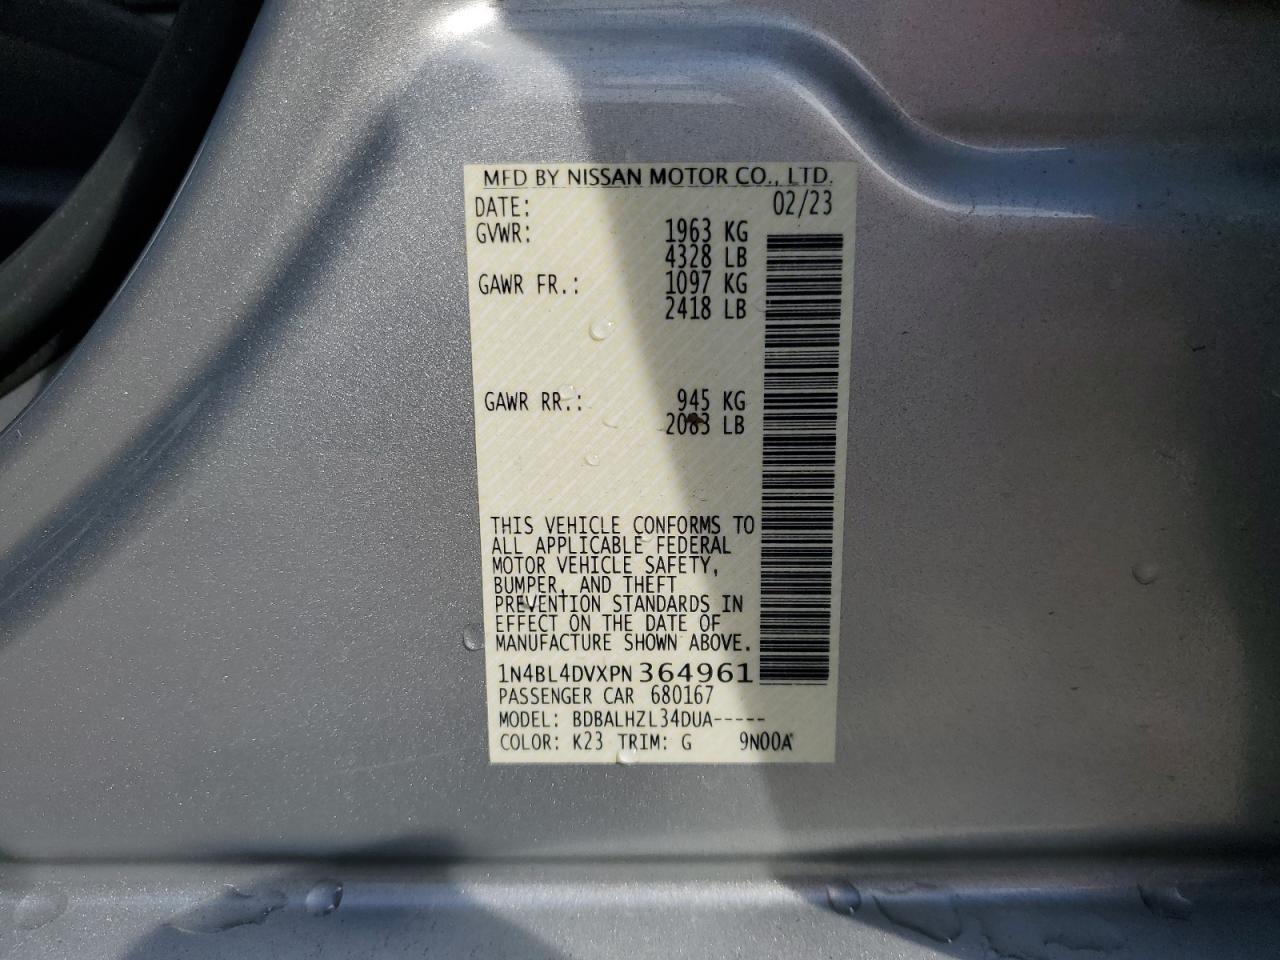 MFD BY NISSAN MOTOR CO., LTD.
DATE: 02/23
GVWR: 1963 KG
4328 LB
GAWR FR.: 1097 KG
2418 LB
GAWR RR.: 945 KG
2083 LB
THIS VEHICLE CONFORMS TO
ALL APPLICABLE FEDERAL
MOTOR VEHICLE SAFETY,
BUMPER, AND THEFT
PREVENTION STANDARDS IN
EFFECT ON THE DATE OF
MANUFACTURE SHOWN ABOVE.
1N4BL4DVXPN364961
PASSENGER CAR 680167
MODEL: BDBALHZL34DUA-----
COLOR: K23 TRIM: G 9N00A